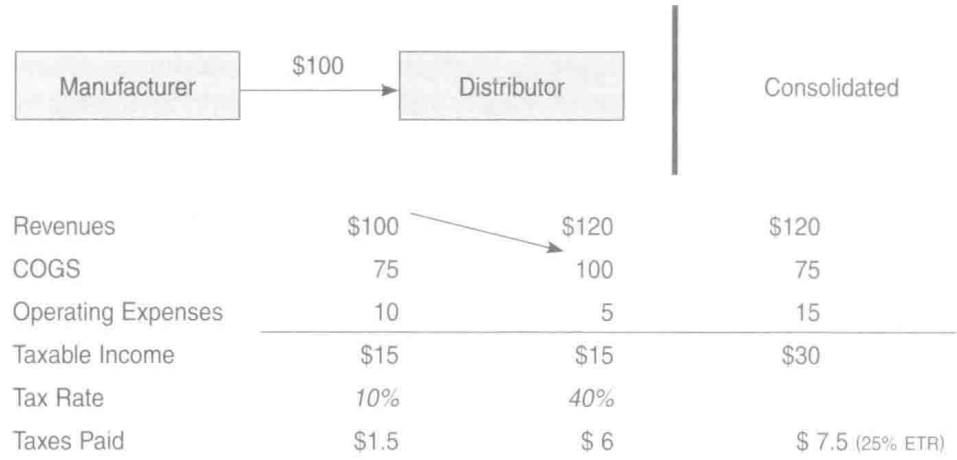 $100
Manufacturer Distributor Consolidated
Revenues $100 $120 $120
COGS 75 100 75
Operating Expenses 10 5 15
Taxable Income $15 $15 $30
Tax Rate 10% 40%
Taxes Paid $1.5 $ 6 $ 7.5 (25% ETR)